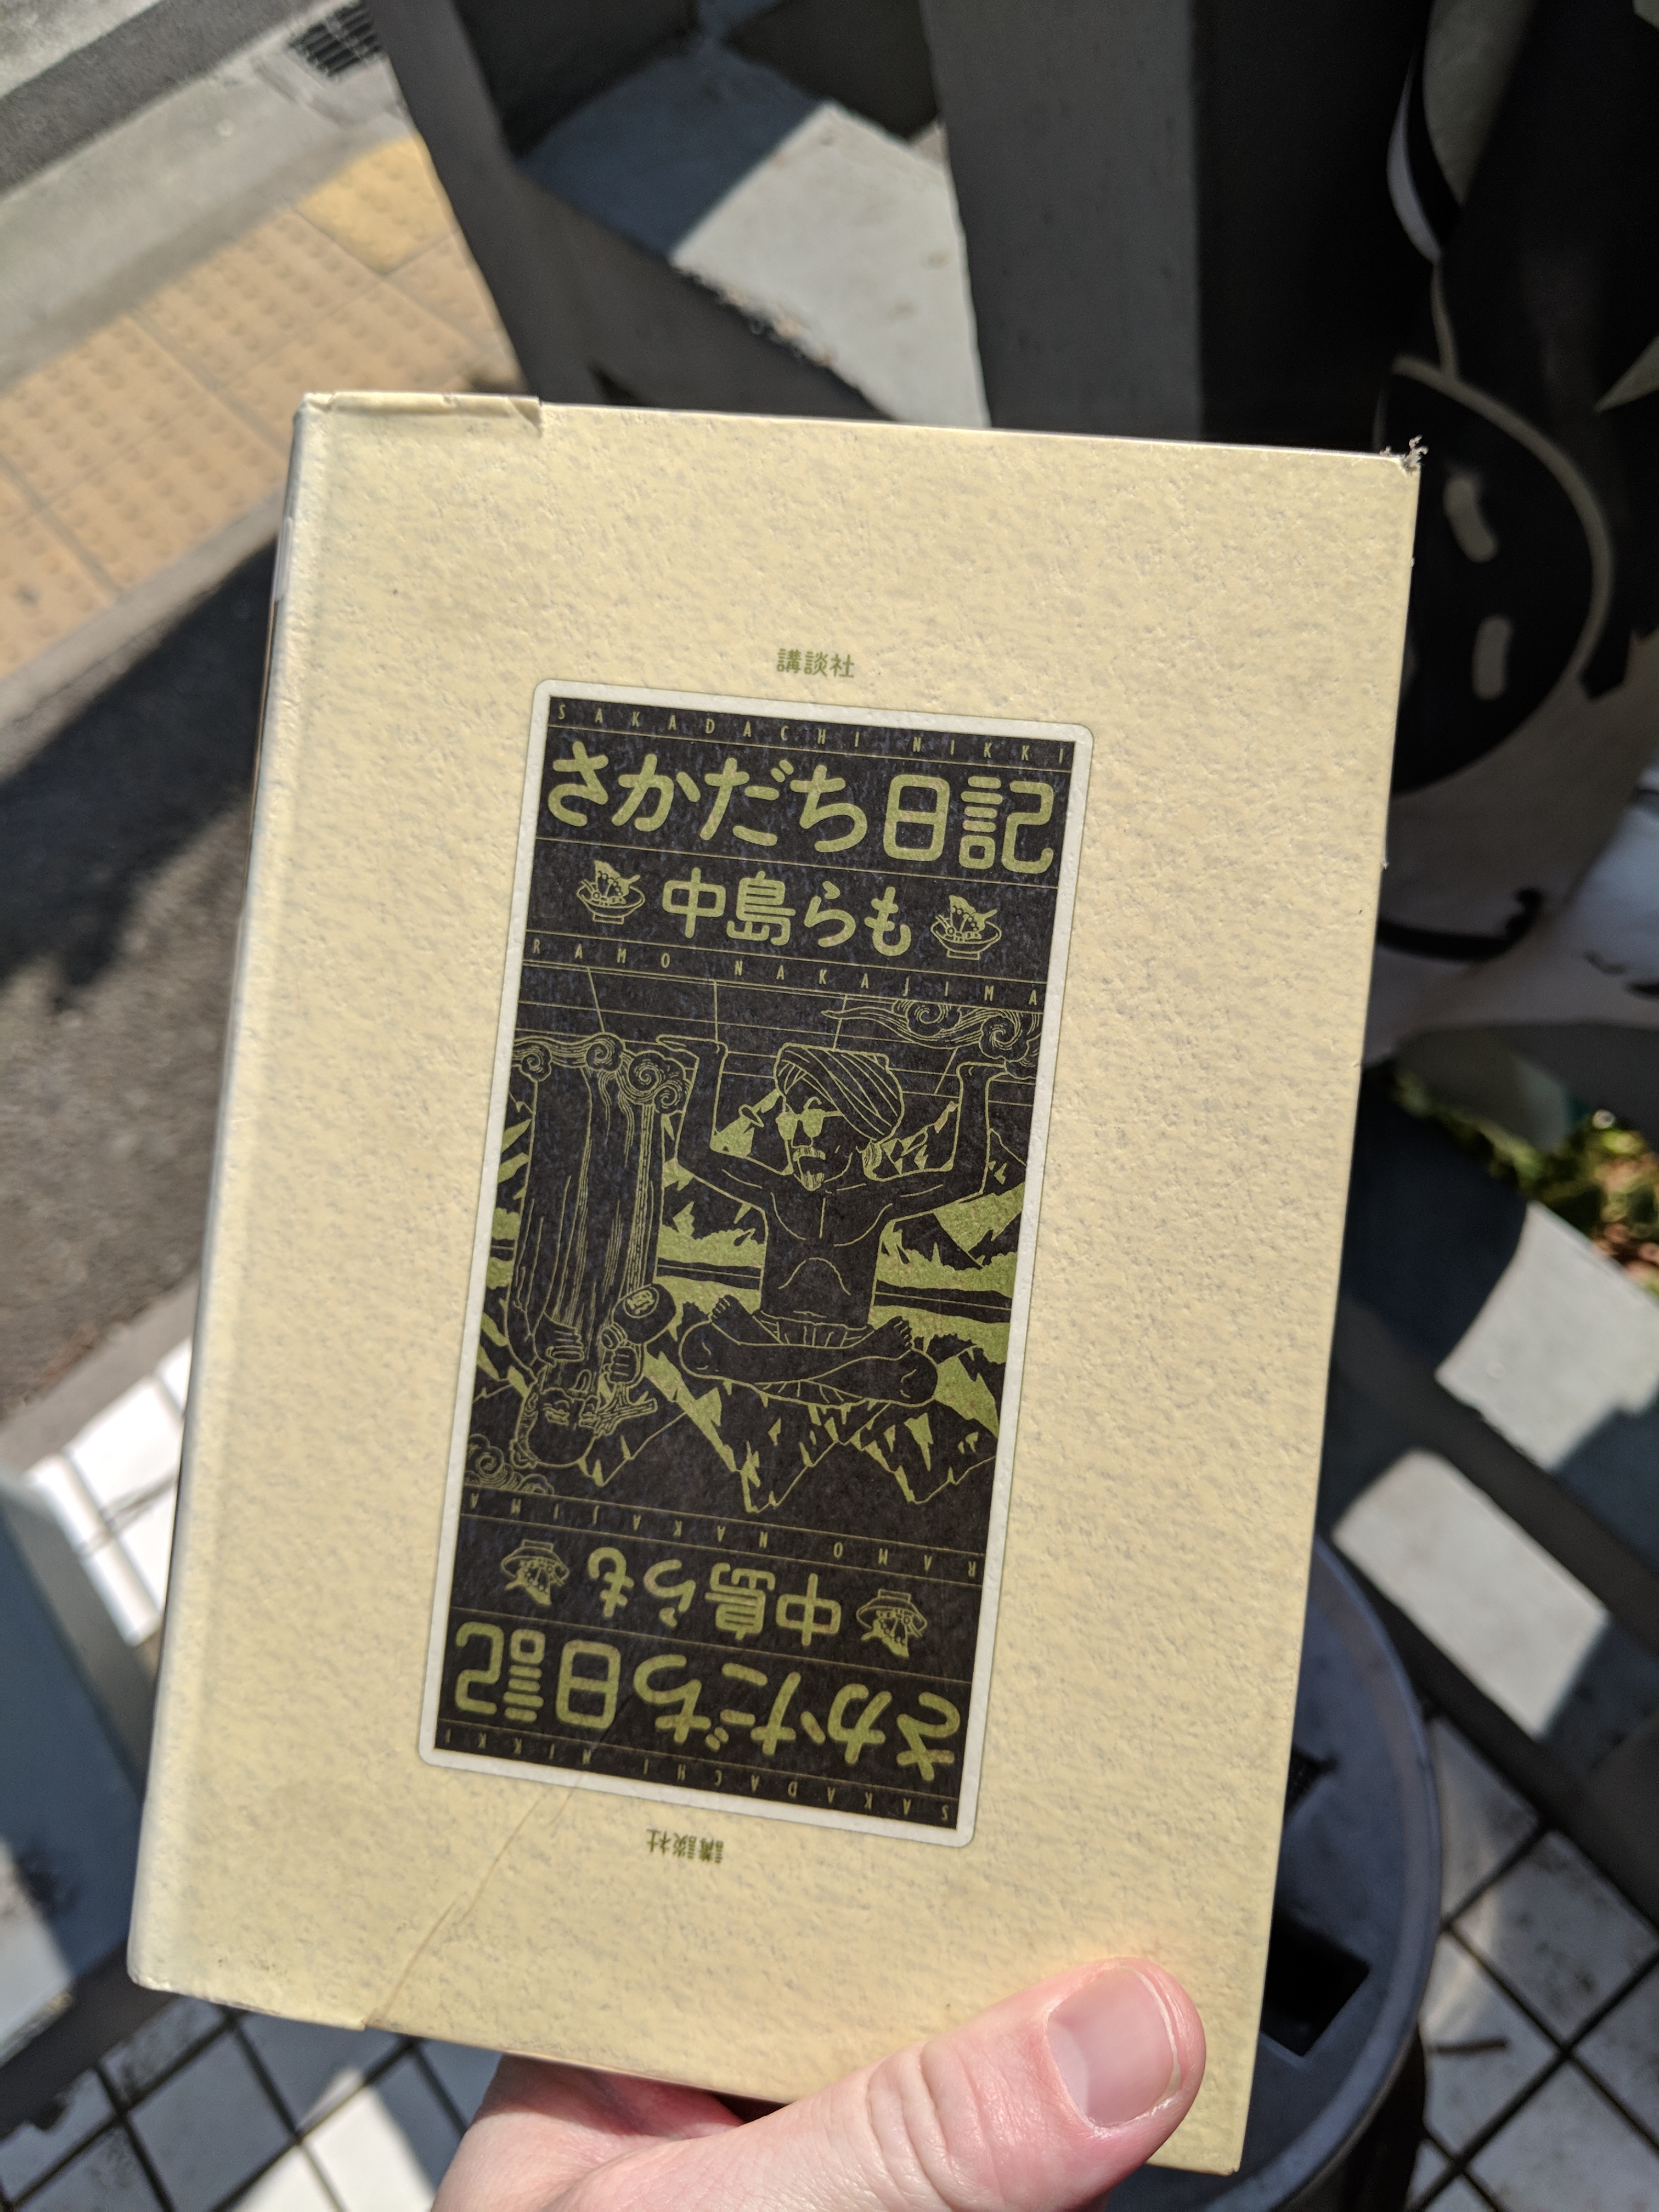 講談社
SAKADACHI NIKKI
さかだち日記
中島らも
RAMO NAKAJIMA
RAMO NAKAJIMA
中島らも
さかだち日記
SAKADACHI NIKKI
講談社